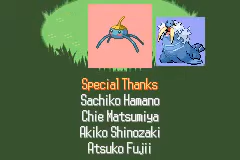 Special Thanks
Sachiko Hamano
Chie Matsumiya
Akiko Shinozaki
Atsuko Fujii